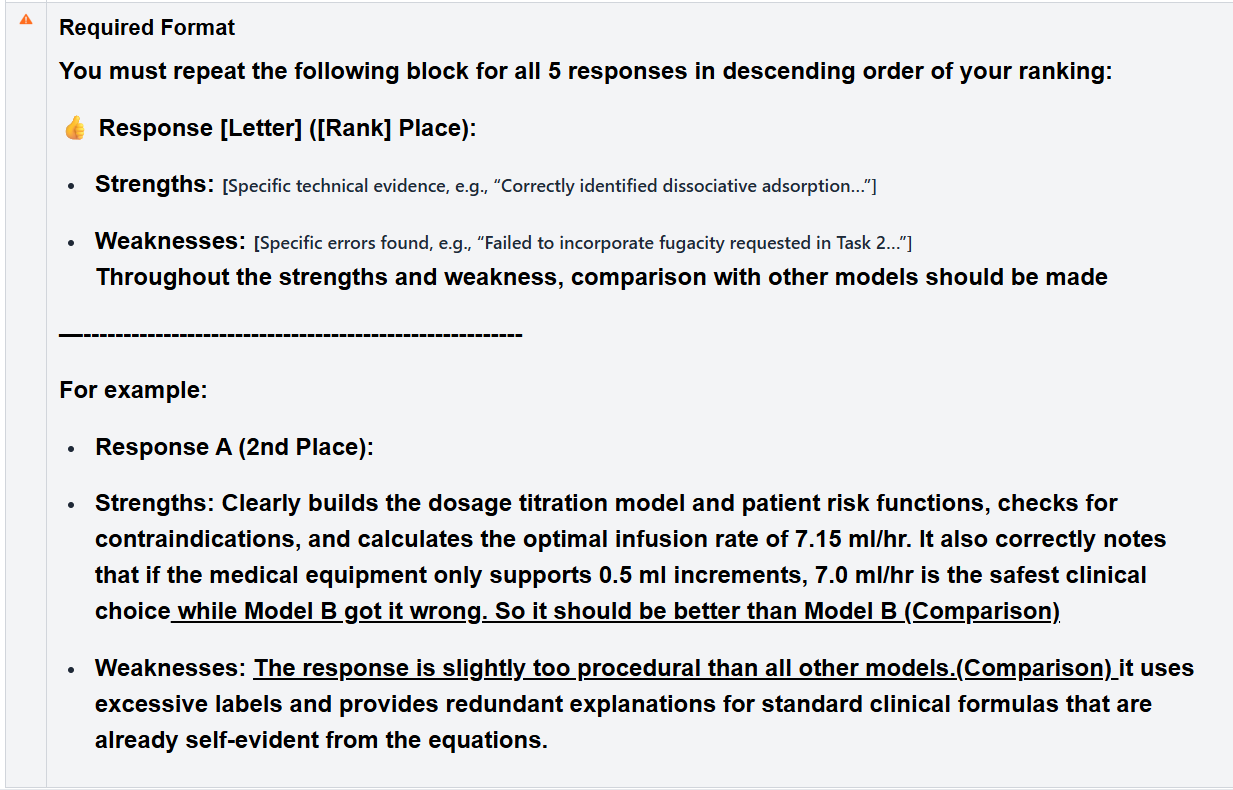 Required Format
You must repeat the following block for all 5 responses in descending order of your ranking:
👍 Response [Letter] ([Rank] Place):
• Strengths: [Specific technical evidence, e.g., “Correctly identified dissociative adsorption…”]
• Weaknesses: [Specific errors found, e.g., “Failed to incorporate fugacity requested in Task 2…”]
Throughout the strengths and weakness, comparison with other models should be made
—--------------------------------------------------------
For example:
• Response A (2nd Place):
• Strengths: Clearly builds the dosage titration model and patient risk functions, checks for
contraindications, and calculates the optimal infusion rate of 7.15 ml/hr. It also correctly notes
that if the medical equipment only supports 0.5 ml increments, 7.0 ml/hr is the safest clinical
choice while Model B got it wrong. So it should be better than Model B (Comparison)
• Weaknesses: The response is slightly too procedural than all other models.(Comparison) it uses
excessive labels and provides redundant explanations for standard clinical formulas that are
already self-evident from the equations.